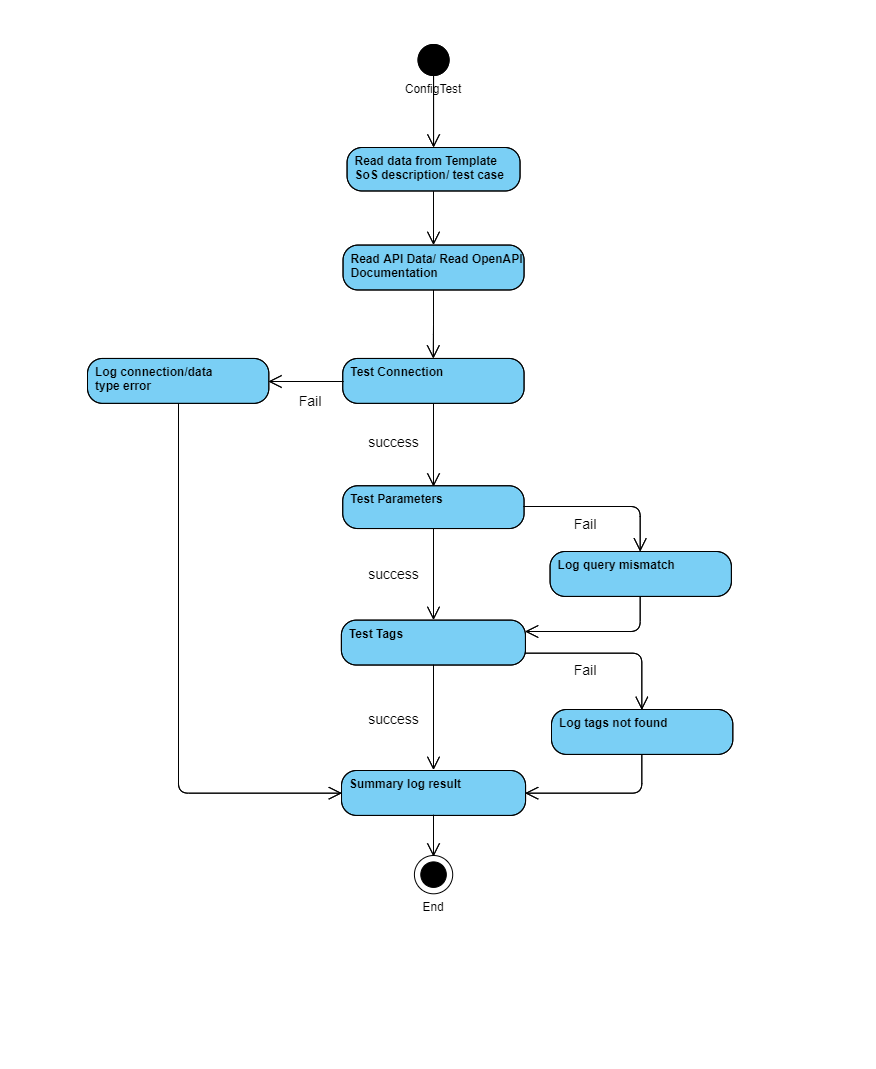 ConfigTest
Read data from Template
SoS description/ test case
Read API Data/ Read OpenAPI
Documentation
Log connection/data
type error
Test Connection
Fail
success
Test Parameters
Fail
Log query mismatch
success
Test Tags
Fail
Log tags not found
success
Summary log result
End